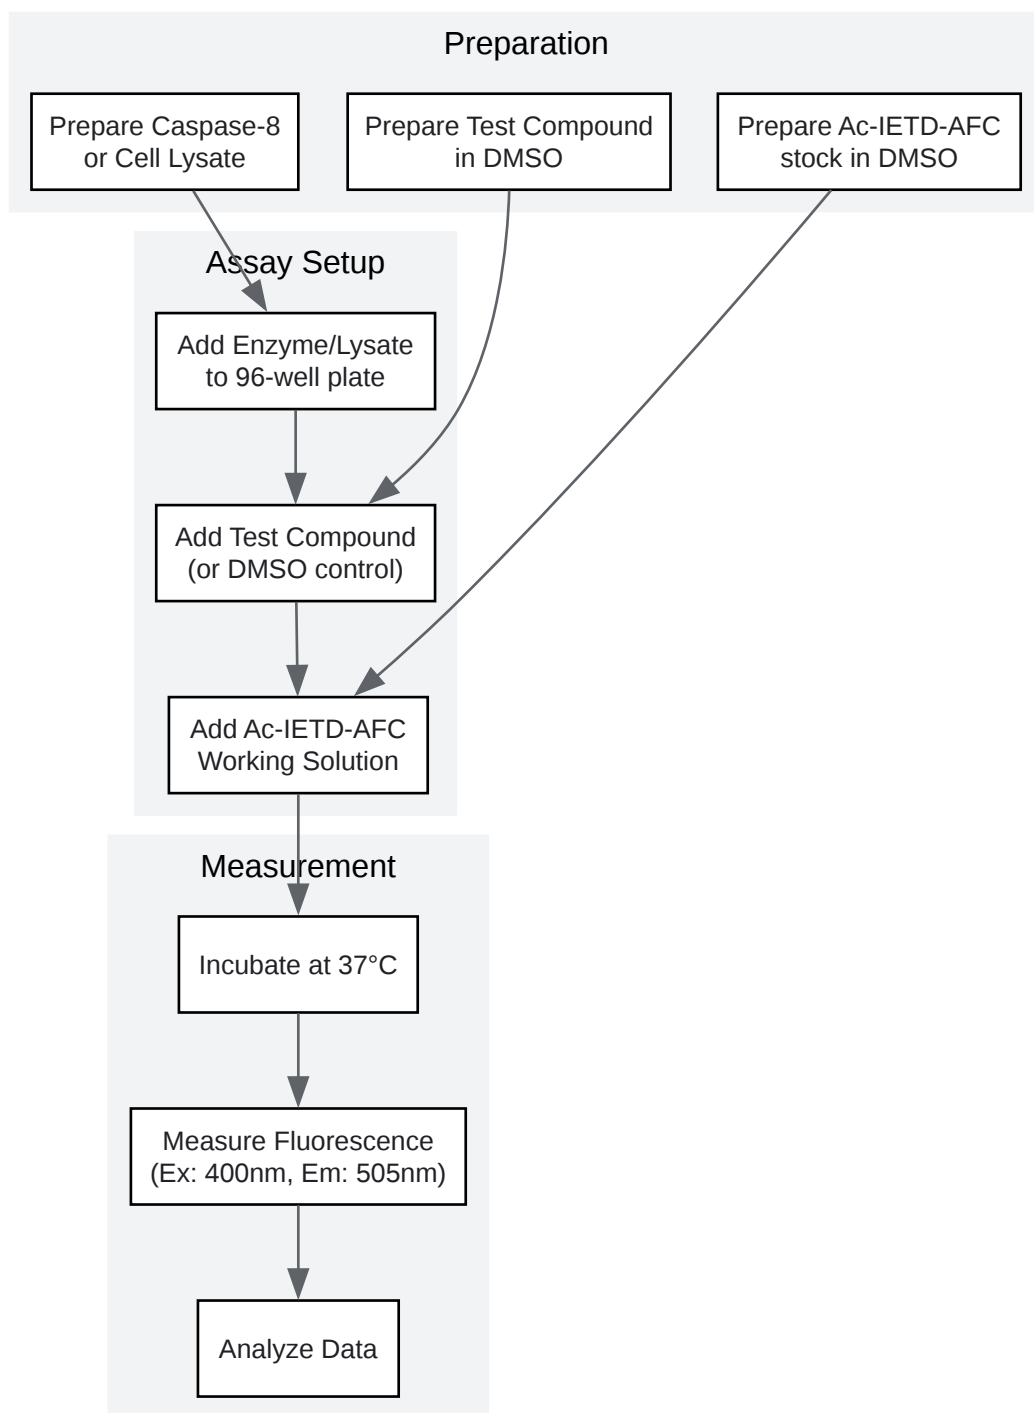 Preparation
Prepare Caspase-8
or Cell Lysate
Prepare Test Compound
in DMSO
Prepare Ac-IETD-AFC
stock in DMSO
Assay Setup
Add Enzyme/Lysate
to 96-well plate
Add Test Compound
(or DMSO control)
Add Ac-IETD-AFC
Working Solution
Measurement
Incubate at 37°C
Measure Fluorescence
(Ex: 400nm, Em: 505nm)
Analyze Data